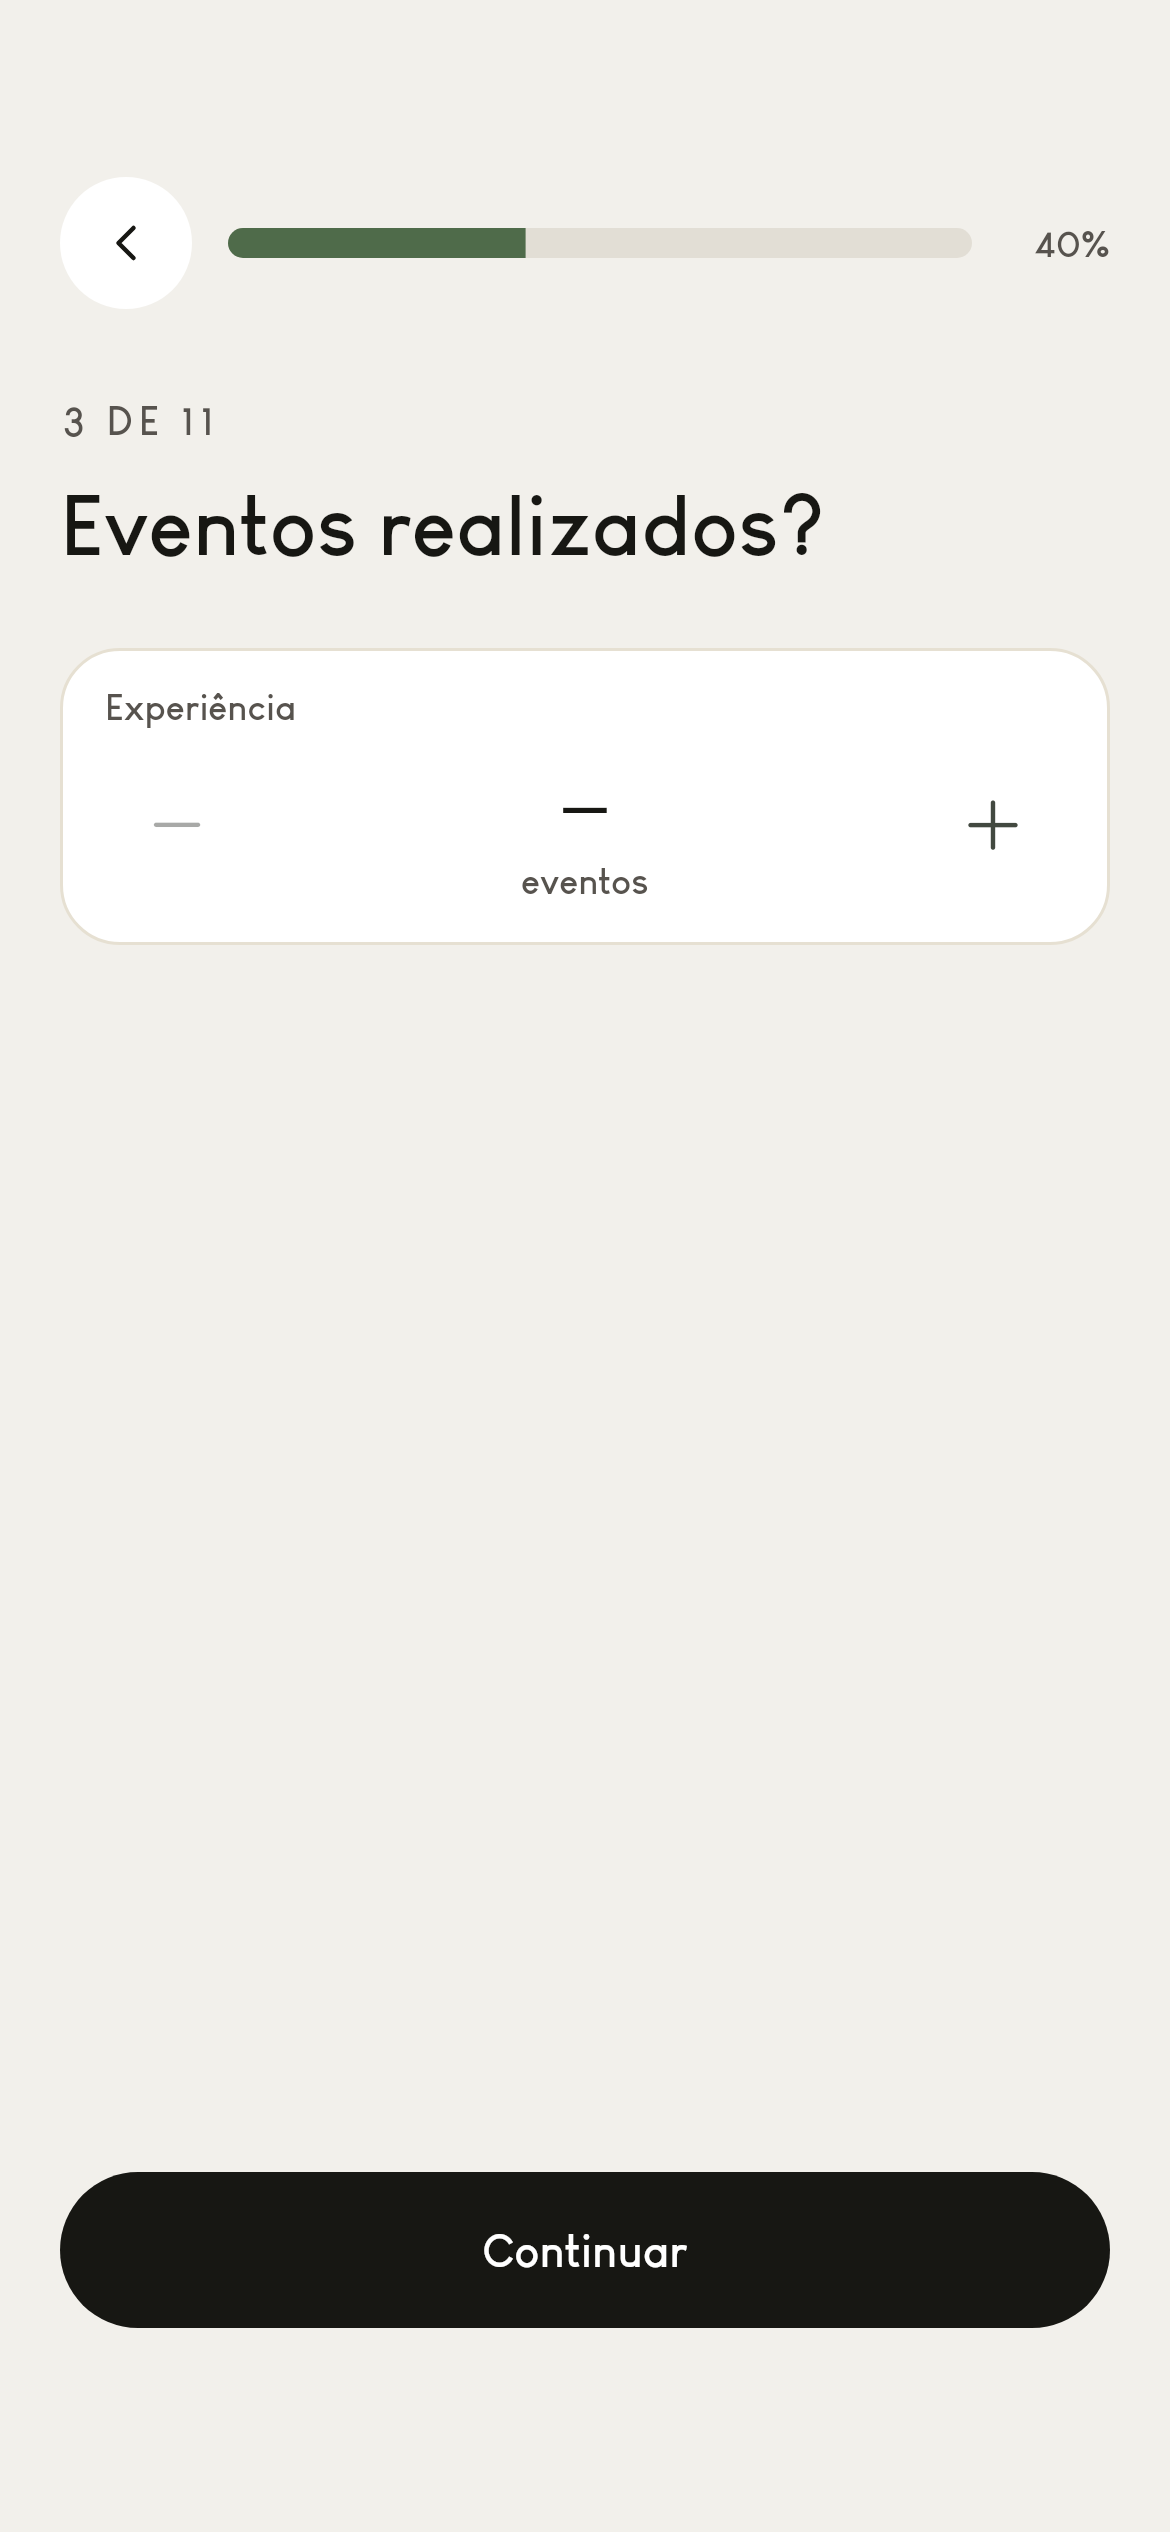 40%
3 DE 11
Eventos realizados?
Experiência
—
eventos
Continuar